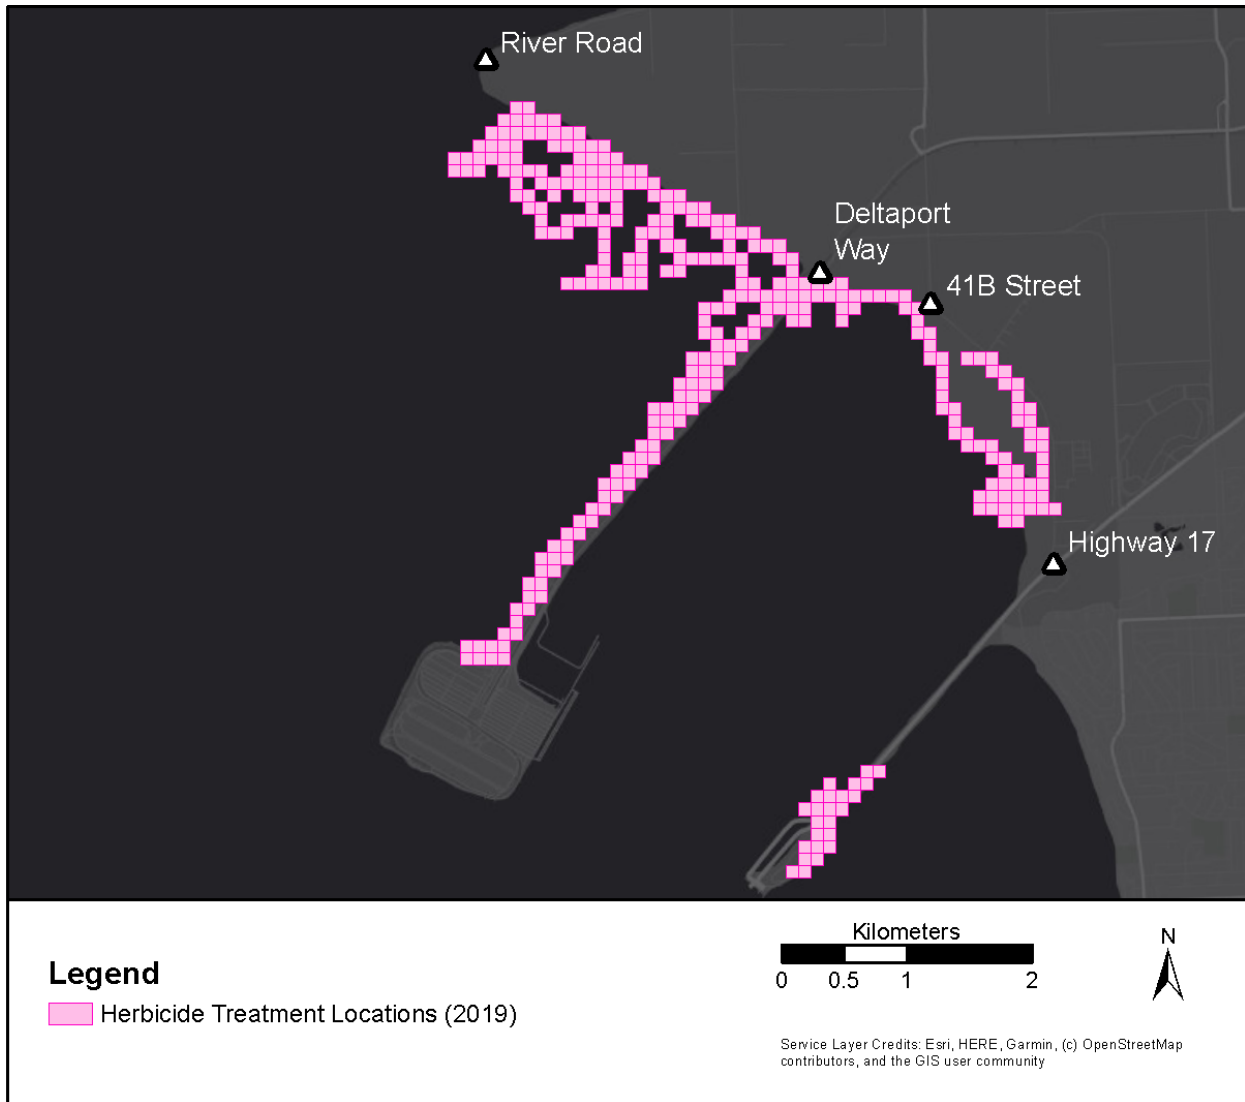 River Road
Deltaport
Way
41B Street
Highway 17
Legend
Herbicide Treatment Locations (2019)
Kilometers
0 0.5 1 2
N
Service Layer Credits: Esri, HERE, Garmin, (c) OpenStreetMap
contributors, and the GIS user community